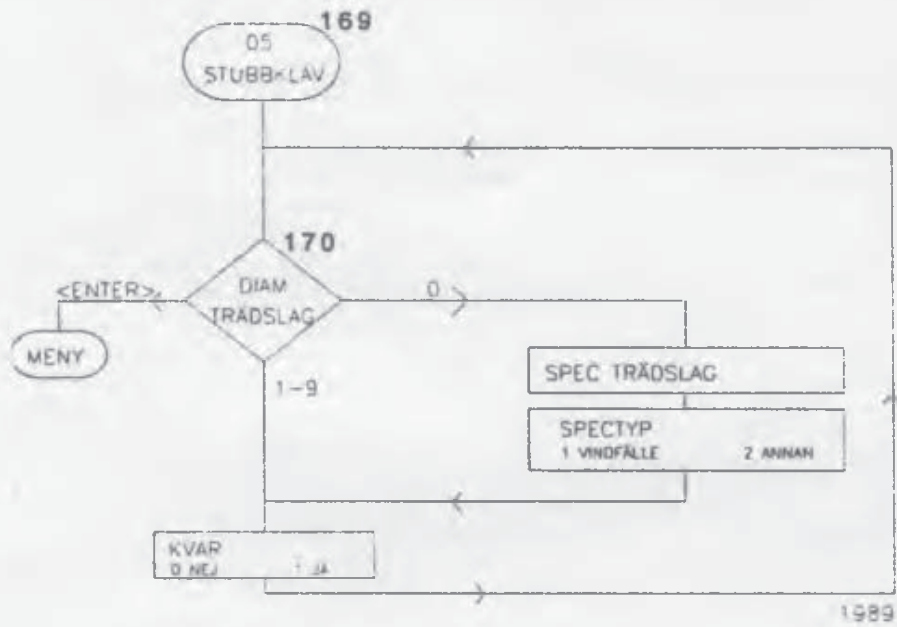 169
05
STUBBKLAV
170
<ENTER>
DIAM
TRÄDSLAG
0
MENY
1-9
SPEC TRÄDSLAG
SPECTYP
1 VINDFÄLLE 2 ANNAN
KVAR
0 NEJ 1 JA
1989